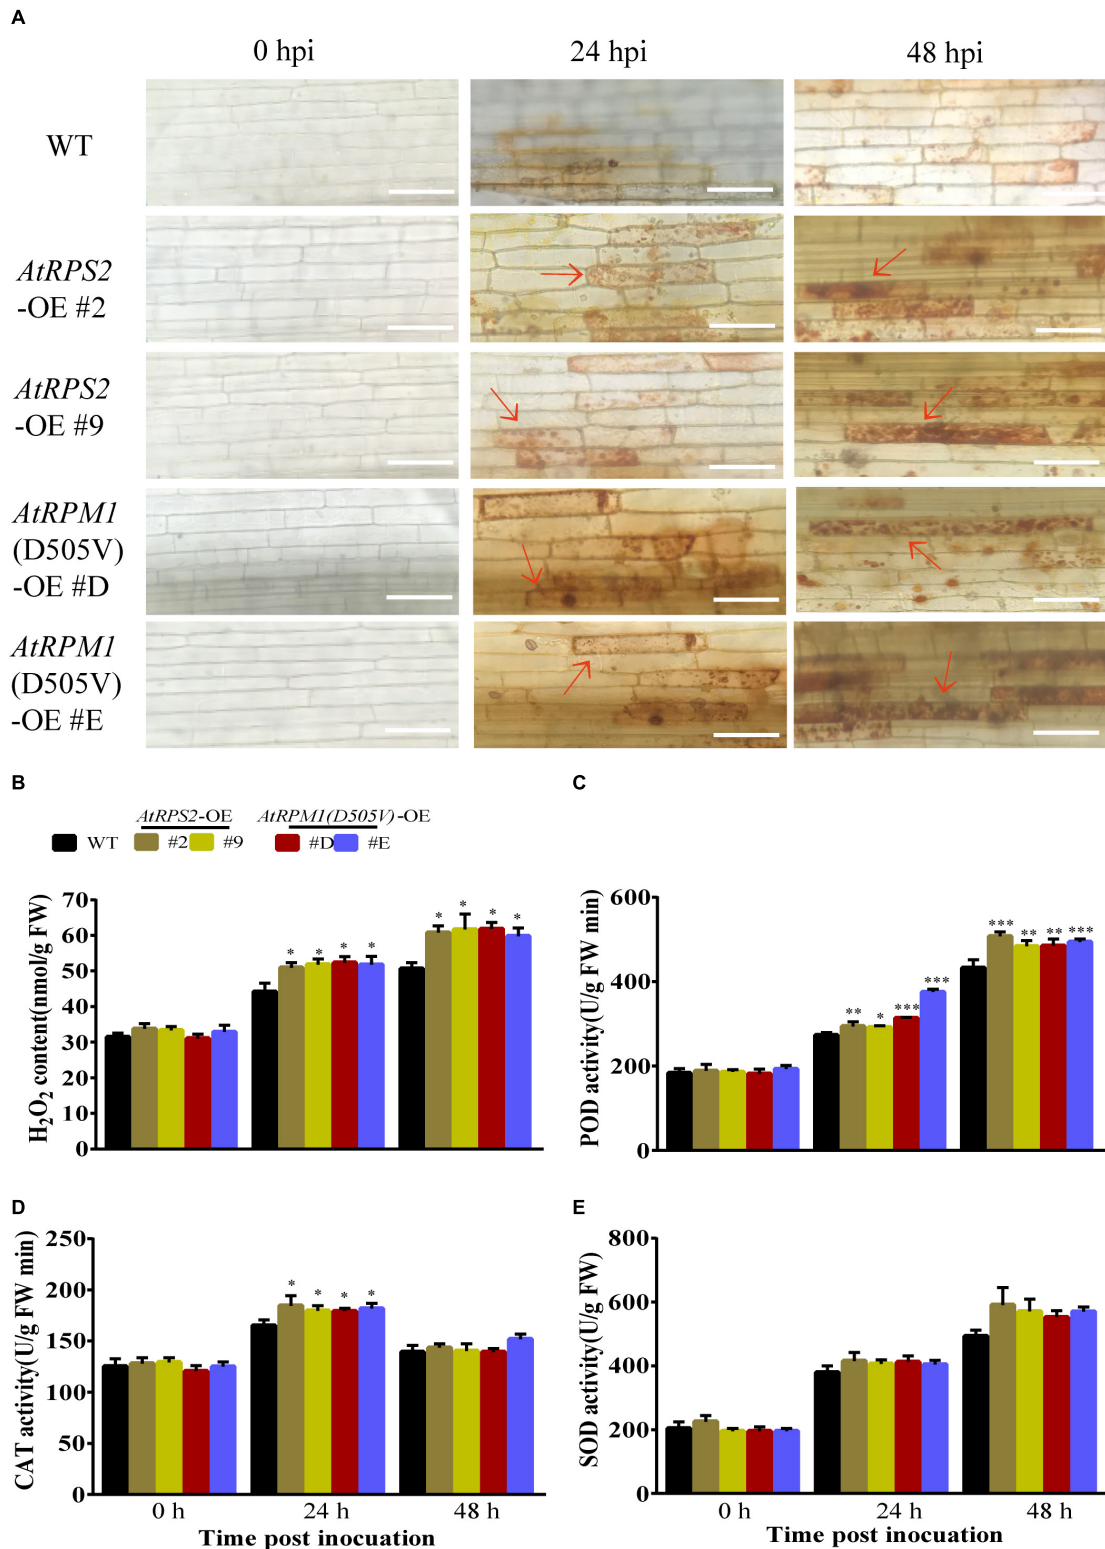 A
0 hpi 24 hpi 48 hpi
WT
AtRPS2
-OE #2
AtRPS2
-OE #9
AtRPM1
(D505V)
-OE #D
AtRPM1
(D505V)
-OE #E
B
AtRPS2-OE AtRPM1(D505V)-OE
WT #2 #9 #D #E
H₂O₂ content(nmol/g FW)
70
60
50
40
30
20
10
0
* * * *
* * * *
C
POD activity(U/g FW min)
600
400
200
0
** * *** ***
*** ** ** ***
D
CAT activity(U/g FW min)
250
200
150
100
50
0
* * * *
0 h 24 h 48 h
Time post inocuation
E
SOD activity(U/g FW)
800
600
400
200
0
0 h 24 h 48 h
Time post inocuation